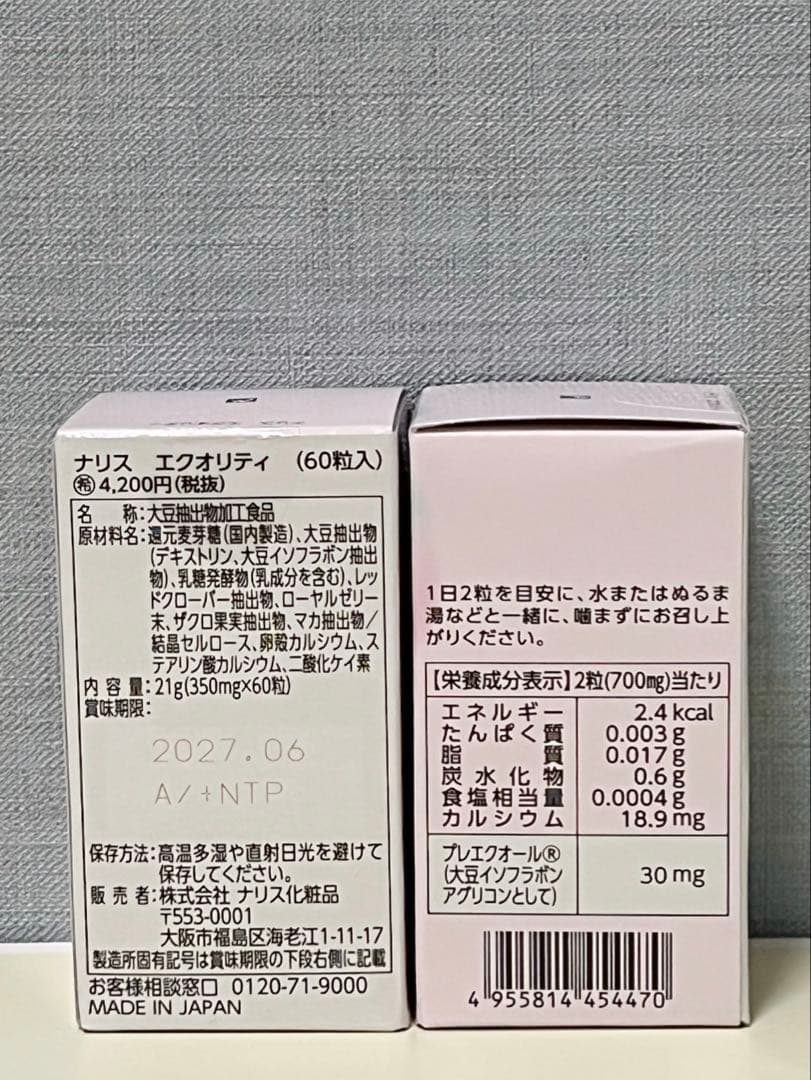 ナリス エクオリティ (60粒入)
希 4,200円(税抜)
名称:大豆抽出物加工食品
原材料名:還元麦芽糖(国内製造)、大豆抽出物
(デキストリン、大豆イソフラボン抽出
物)、乳糖発酵物(乳成分を含む)、レッ
ドクローバー抽出物、ローヤルゼリー
末、ザクロ果実抽出物、マカ抽出物/
結晶セルロース、卵殻カルシウム、ス
テアリン酸カルシウム、二酸化ケイ素
内容量:21g(350mg×60粒)
賞味期限:
2027.06
A/+NTP
保存方法:高温多湿や直射日光を避けて
保存してください。
販売者:株式会社 ナリス化粧品
〒553-0001
大阪市福島区海老江1-11-17
製造所固有記号は賞味期限の下段右側に記載
お客様相談窓口 0120-71-9000
MADE IN JAPAN
1日2粒を目安に、水またはぬるま
湯などと一緒に、噛まずにお召し上
がりください。
【栄養成分表示】2粒(700mg)当たり
エネルギー 2.4kcal
たんぱく質 0.003g
脂質 0.017g
炭水化物 0.6g
食塩相当量 0.0004g
カルシウム 18.9mg
プレエクオール®
(大豆イソフラボン
アグリコンとして) 30mg
4 955814 454470